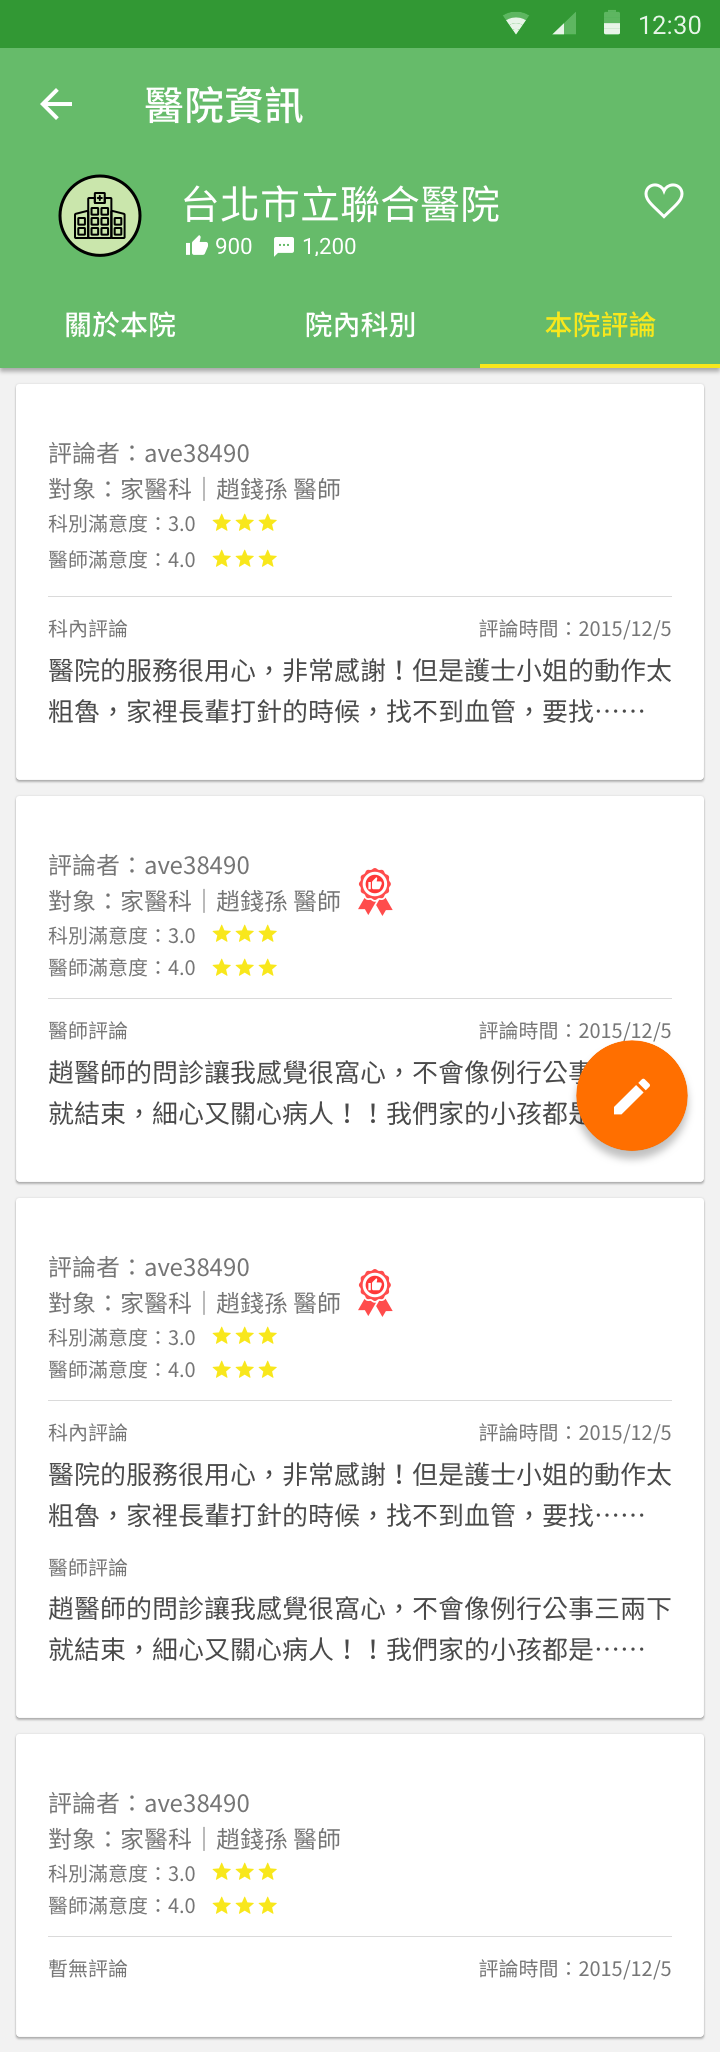 12:30
醫院資訊
台北市立聯合醫院
900 1,200
關於本院 院內科別 本院評論
評論者：ave38490
對象：家醫科｜趙錢孫 醫師
科別滿意度：3.0
醫師滿意度：4.0
科內評論 評論時間：2015/12/5
醫院的服務很用心，非常感謝！但是護士小姐的動作太
粗魯，家裡長輩打針的時候，找不到血管，要找⋯⋯
評論者：ave38490
對象：家醫科｜趙錢孫 醫師
科別滿意度：3.0
醫師滿意度：4.0
醫師評論 評論時間：2015/12/5
趙醫師的問診讓我感覺很窩心，不會像例行公事
就結束，細心又關心病人！！我們家的小孩都是
評論者：ave38490
對象：家醫科｜趙錢孫 醫師
科別滿意度：3.0
醫師滿意度：4.0
科內評論 評論時間：2015/12/5
醫院的服務很用心，非常感謝！但是護士小姐的動作太
粗魯，家裡長輩打針的時候，找不到血管，要找⋯⋯
醫師評論
趙醫師的問診讓我感覺很窩心，不會像例行公事三兩下
就結束，細心又關心病人！！我們家的小孩都是⋯⋯
評論者：ave38490
對象：家醫科｜趙錢孫 醫師
科別滿意度：3.0
醫師滿意度：4.0
暫無評論 評論時間：2015/12/5